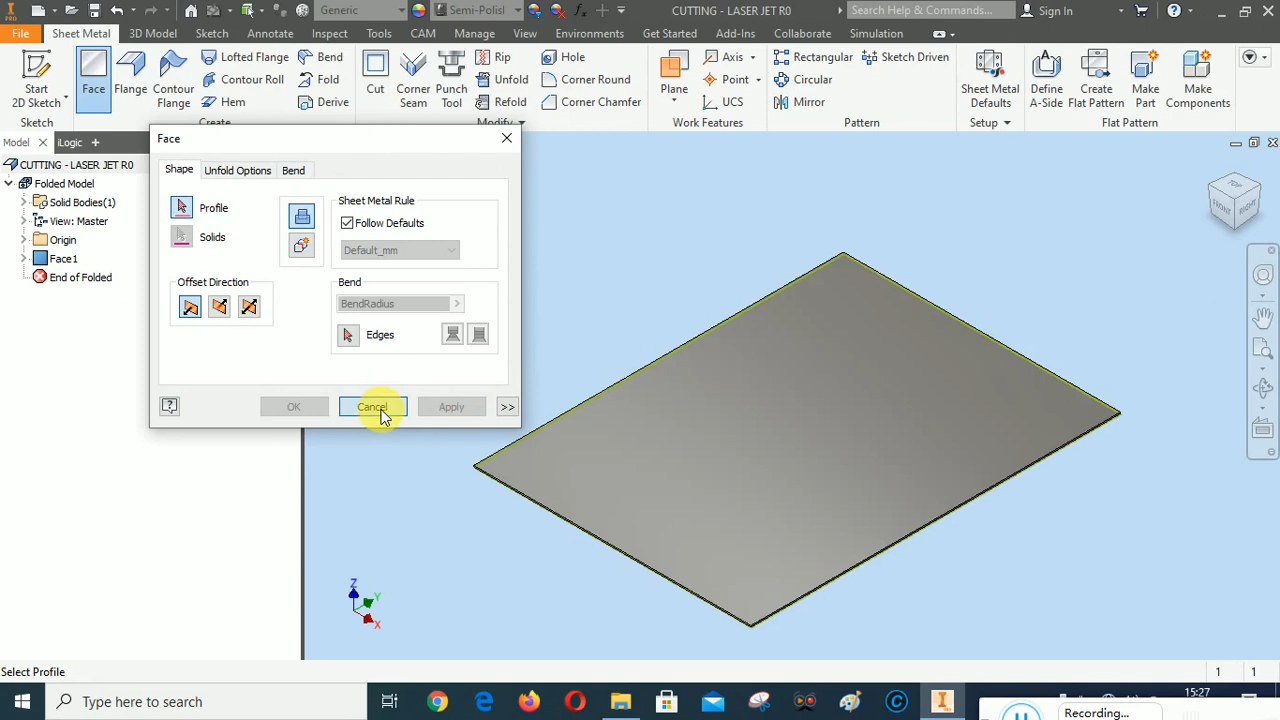 PRO
Generic
Semi-Polisl
CUTTING - LASER JET R0
Search Help & Commands...
Sign In
File
Sheet Metal
3D Model
Sketch
Annotate
Inspect
Tools
CAM
Manage
View
Environments
Get Started
Add-Ins
Collaborate
Simulation
Start
2D Sketch
Face
Flange
Contour
Flange
Lofted Flange
Contour Roll
Hem
Bend
Fold
Derive
Cut
Corner
Seam
Punch
Tool
Rip
Unfold
Refold
Hole
Corner Round
Corner Chamfer
Plane
Axis
Point
UCS
Rectangular
Circular
Mirror
Sketch Driven
Sheet Metal
Defaults
Define
A-Side
Create
Flat Pattern
Make
Part
Make
Components
Sketch
Create
Modify
Work Features
Pattern
Setup
Flat Pattern
Model
iLogic
CUTTING - LASER JET R0
Folded Model
Solid Bodies(1)
View: Master
Origin
Face1
End of Folded
Face
Shape
Unfold Options
Bend
Profile
Solids
Offset Direction
Sheet Metal Rule
Follow Defaults
Default_mm
Bend
BendRadius
Edges
OK
Cancel
Apply
>>
TOP
FRONT
RIGHT
Z
Y
X
Select Profile
1
1
Type here to search
15:27
Recording...